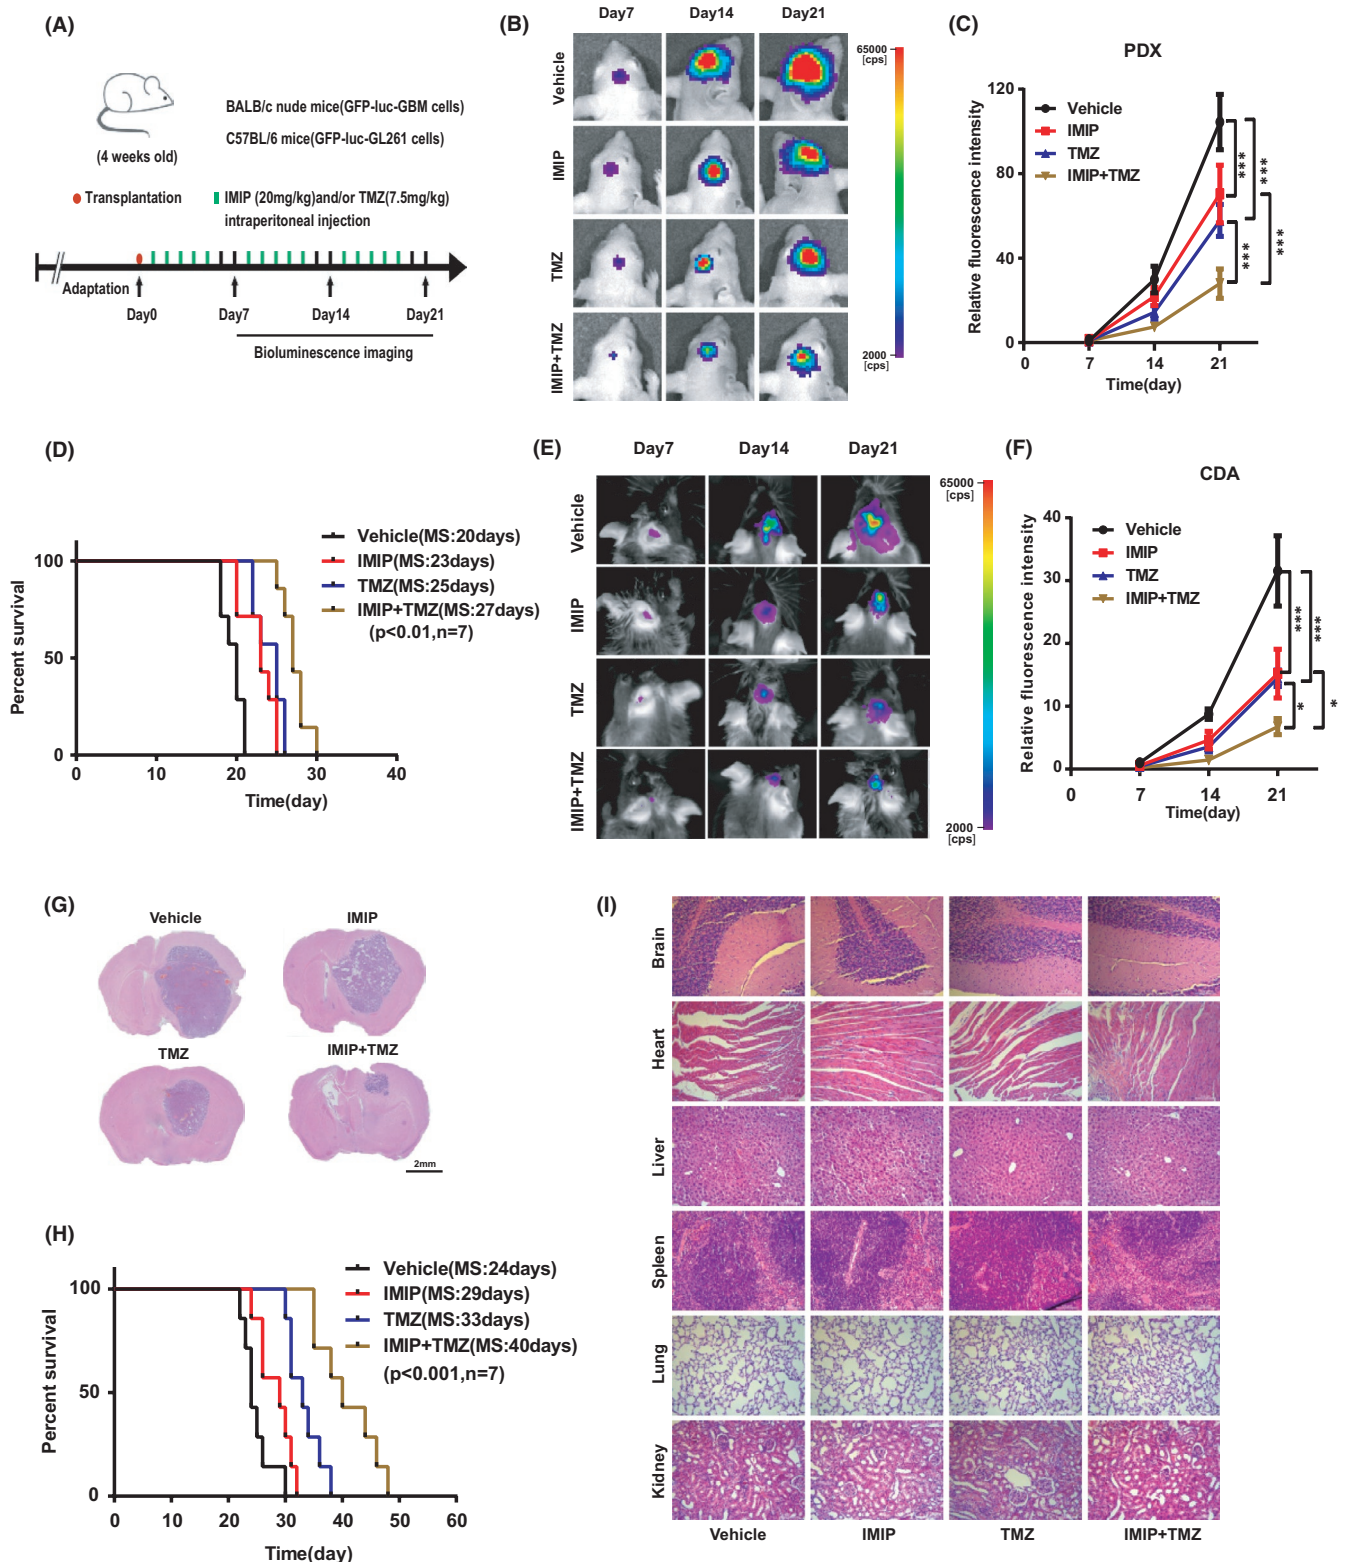 (A)
(4 weeks old)
BALB/c nude mice(GFP-luc-GBM cells)
C57BL/6 mice(GFP-luc-GL261 cells)
Transplantation
IMIP (20mg/kg)and/or TMZ(7.5mg/kg)
intraperitoneal injection
Adaptation
Day0
Day7
Day14
Day21
Bioluminescence imaging
(B)
Day7
Day14
Day21
Vehicle
IMIP
TMZ
IMIP+TMZ
65000
[cps]
2000
[cps]
(C)
PDX
Relative fluorescence intensity
120
80
40
0
Vehicle
IMIP
TMZ
IMIP+TMZ
***
***
***
***
0
7
14
21
Time(day)
(D)
Percent survival
100
50
0
Vehicle(MS:20days)
IMIP(MS:23days)
TMZ(MS:25days)
IMIP+TMZ(MS:27days)
(p<0.01,n=7)
0
10
20
30
40
Time(day)
(E)
Day7
Day14
Day21
Vehicle
IMIP
TMZ
IMIP+TMZ
65000
[cps]
2000
[cps]
(F)
CDA
Relative fluorescence intensity
40
30
20
10
0
Vehicle
IMIP
TMZ
IMIP+TMZ
***
***
*
*
0
7
14
21
Time(day)
(G)
Vehicle
IMIP
TMZ
IMIP+TMZ
2mm
(H)
Percent survival
100
50
0
Vehicle(MS:24days)
IMIP(MS:29days)
TMZ(MS:33days)
IMIP+TMZ(MS:40days)
(p<0.001,n=7)
0
10
20
30
40
50
60
Time(day)
(I)
Brain
Heart
Liver
Spleen
Lung
Kidney
Vehicle
IMIP
TMZ
IMIP+TMZ